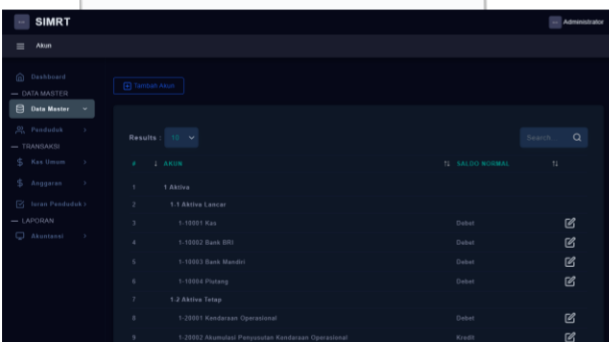 SIMRT
Administrator
Akun
Dashboard
DATA MASTER
Data Master
Penduduk
TRANSAKSI
Kas Umum
Anggaran
Iuran Penduduk
LAPORAN
Akuntansi
Tambah Akun
Results : 10
Search
# AKUN SALDO NORMAL
1 1 Aktiva
2 1.1 Aktiva Lancar
3 1-10001 Kas Debet
4 1-10002 Bank BRI Debet
5 1-10003 Bank Mandiri Debet
6 1-10004 Piutang Debet
7 1-2 Aktiva Tetap
8 1-20001 Kendaraan Operasional Debet
9 1-20002 Akumulasi Penyusutan Kendaraan Operasional Kredit